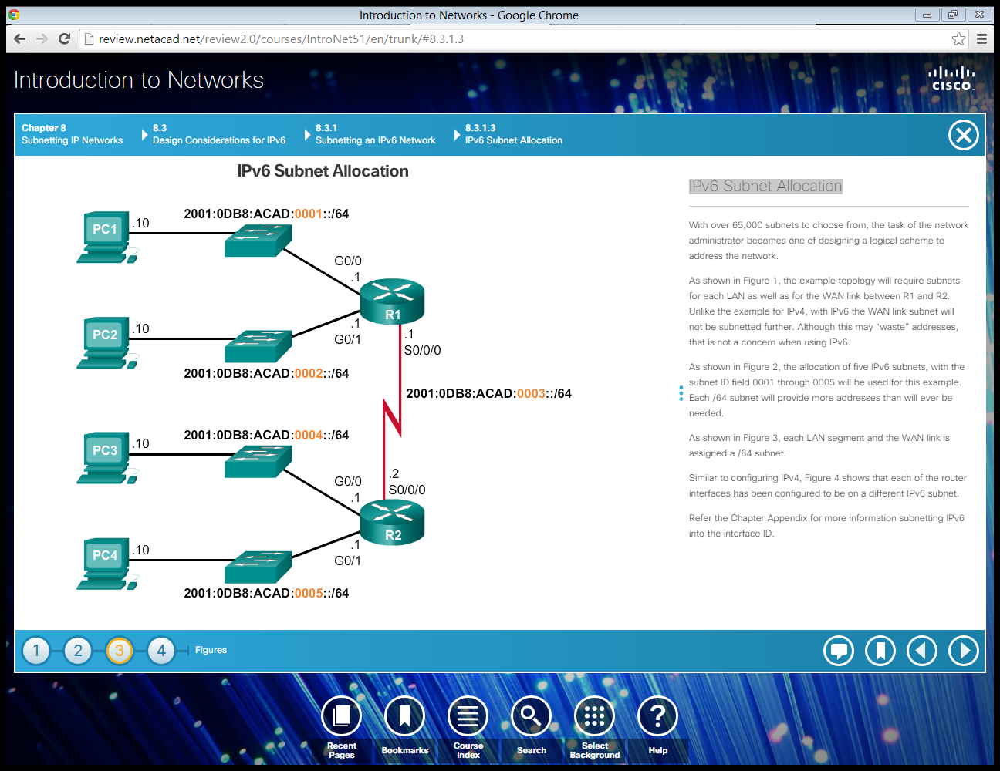 Introduction to Networks - Google Chrome
review.netacad.net/review2.0/courses/IntroNet51/en/trunk/#8.3.1.3
Introduction to Networks
CISCO.
Chapter 8
Subnetting IP Networks
8.3
Design Considerations for IPv6
8.3.1
Subnetting an IPv6 Network
8.3.1.3
IPv6 Subnet Allocation
IPv6 Subnet Allocation
2001:0DB8:ACAD:0001::/64
PC1
.10
G0/0
.1
R1
PC2
.10
.1
G0/1
2001:0DB8:ACAD:0002::/64
.1
S0/0/0
2001:0DB8:ACAD:0003::/64
2001:0DB8:ACAD:0004::/64
PC3
.10
.2
S0/0/0
G0/0
.1
R2
PC4
.10
.1
G0/1
2001:0DB8:ACAD:0005::/64
IPv6 Subnet Allocation
With over 65,000 subnets to choose from, the task of the network
administrator becomes one of designing a logical scheme to
address the network.
As shown in Figure 1, the example topology will require subnets
for each LAN as well as for the WAN link between R1 and R2.
Unlike the example for IPv4, with IPv6 the WAN link subnet will
not be subnetted further. Although this may “waste” addresses,
that is not a concern when using IPv6.
As shown in Figure 2, the allocation of five IPv6 subnets, with the
subnet ID field 0001 through 0005 will be used for this example.
Each /64 subnet will provide more addresses than will ever be
needed.
As shown in Figure 3, each LAN segment and the WAN link is
assigned a /64 subnet.
Similar to configuring IPv4, Figure 4 shows that each of the router
interfaces has been configured to be on a different IPv6 subnet.
Refer the Chapter Appendix for more information subnetting IPv6
into the interface ID.
1
2
3
4
Figures
Recent
Pages
Bookmarks
Course
Index
Search
Select
Background
?
Help